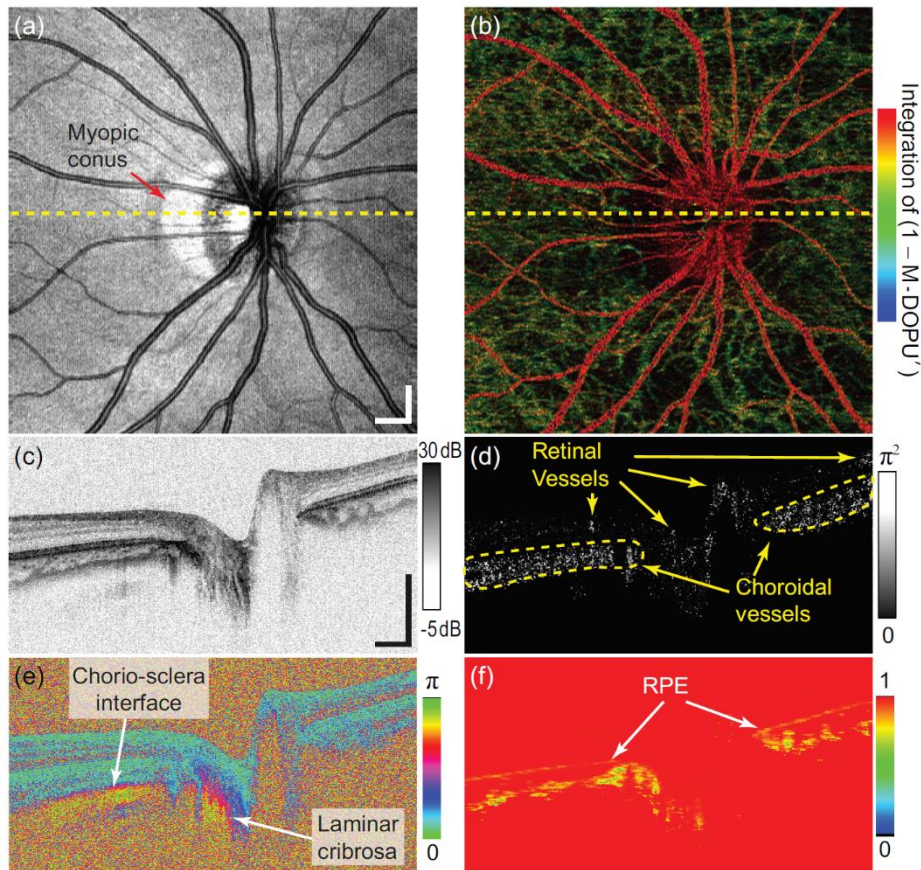 (a)
Myopic
conus
(b)
Integration of (1 – M-DOPU′)
(c)
30 dB
-5 dB
(d)
Retinal
Vessels
Choroidal
vessels
π²
0
(e)
Chorio-sclera
interface
Laminar
cribrosa
π
0
(f)
RPE
1
0